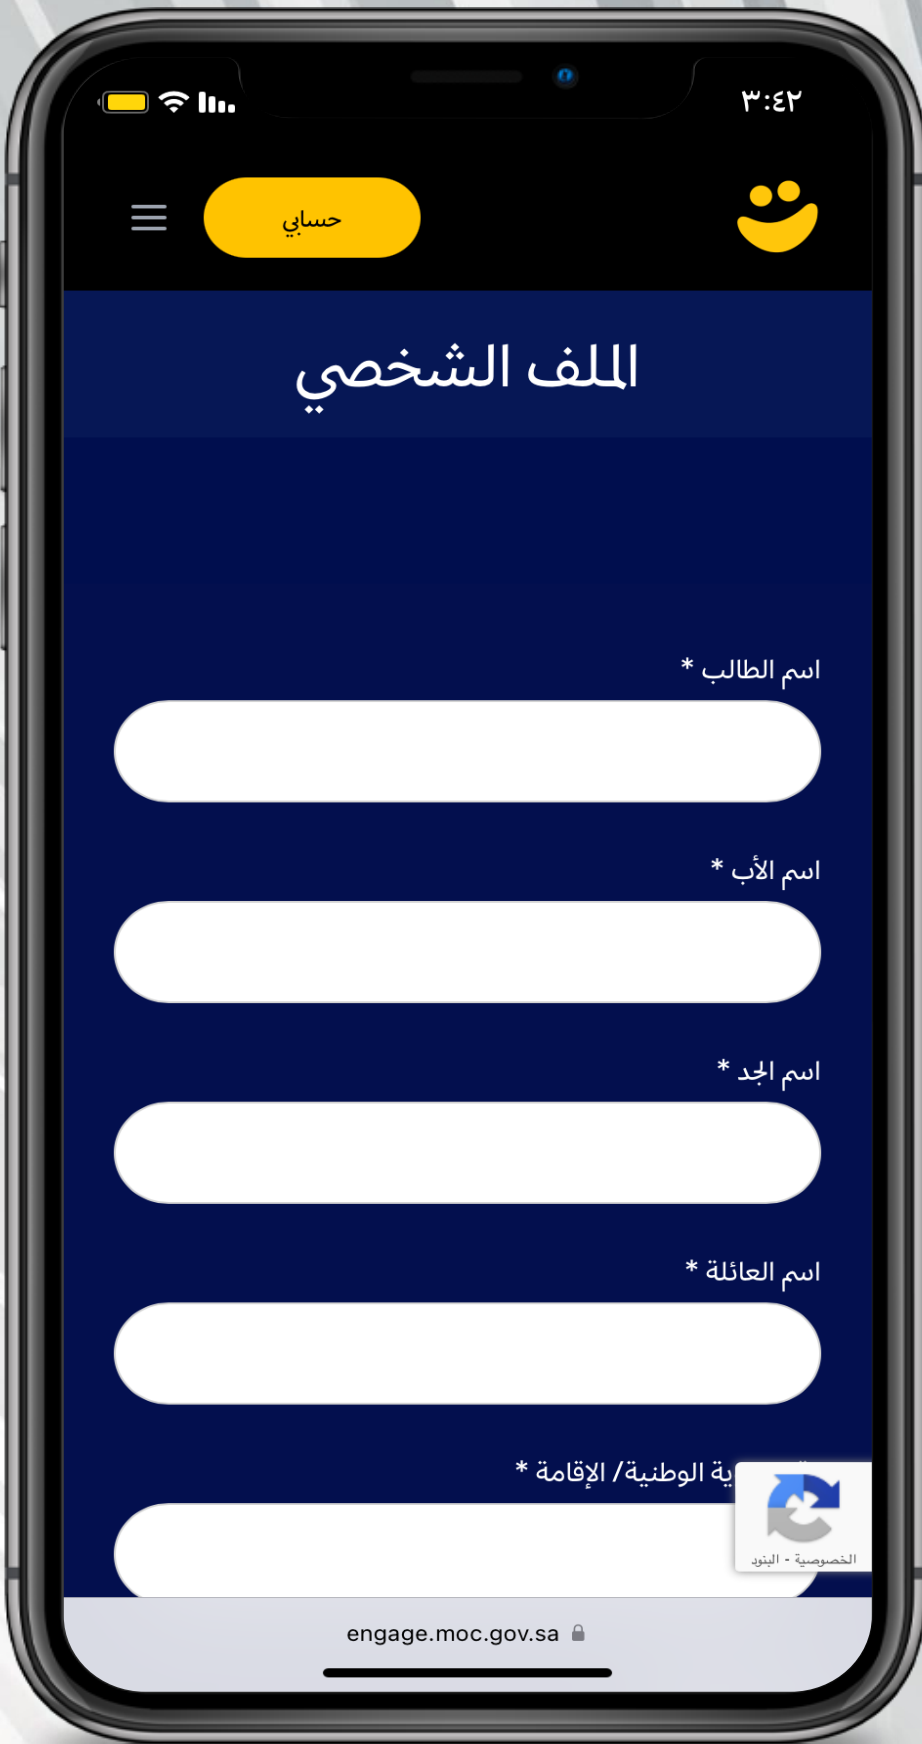 ٣:٤٢
حسابي
الملف الشخصي
اسم الطالب *
اسم الأب *
اسم الجد *
اسم العائلة *
الوطنية/ الإقامة *
الخصوصية - البنود
engage.moc.gov.sa